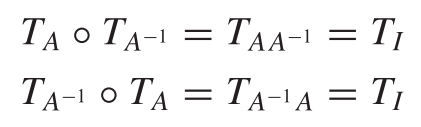 T_A ∘ T_{A^{-1}} = T_{AA^{-1}} = T_I
T_{A^{-1}} ∘ T_A = T_{A^{-1}A} = T_I